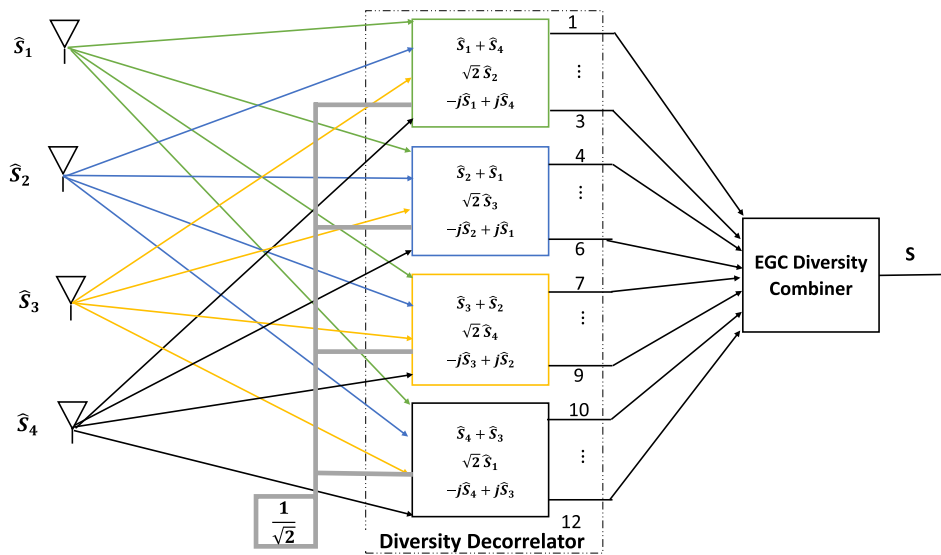 Ŝ₁
Ŝ₂
Ŝ₃
Ŝ₄
Ŝ₁ + Ŝ₄
√2 Ŝ₂
−jŜ₁ + jŜ₄
Ŝ₂ + Ŝ₁
√2 Ŝ₃
−jŜ₂ + jŜ₁
Ŝ₃ + Ŝ₂
√2 Ŝ₄
−jŜ₃ + jŜ₂
Ŝ₄ + Ŝ₃
√2 Ŝ₁
−jŜ₄ + jŜ₃
1
⋮
3
4
⋮
6
7
⋮
9
10
⋮
12
1/√2
Diversity Decorrelator
EGC Diversity
Combiner
S